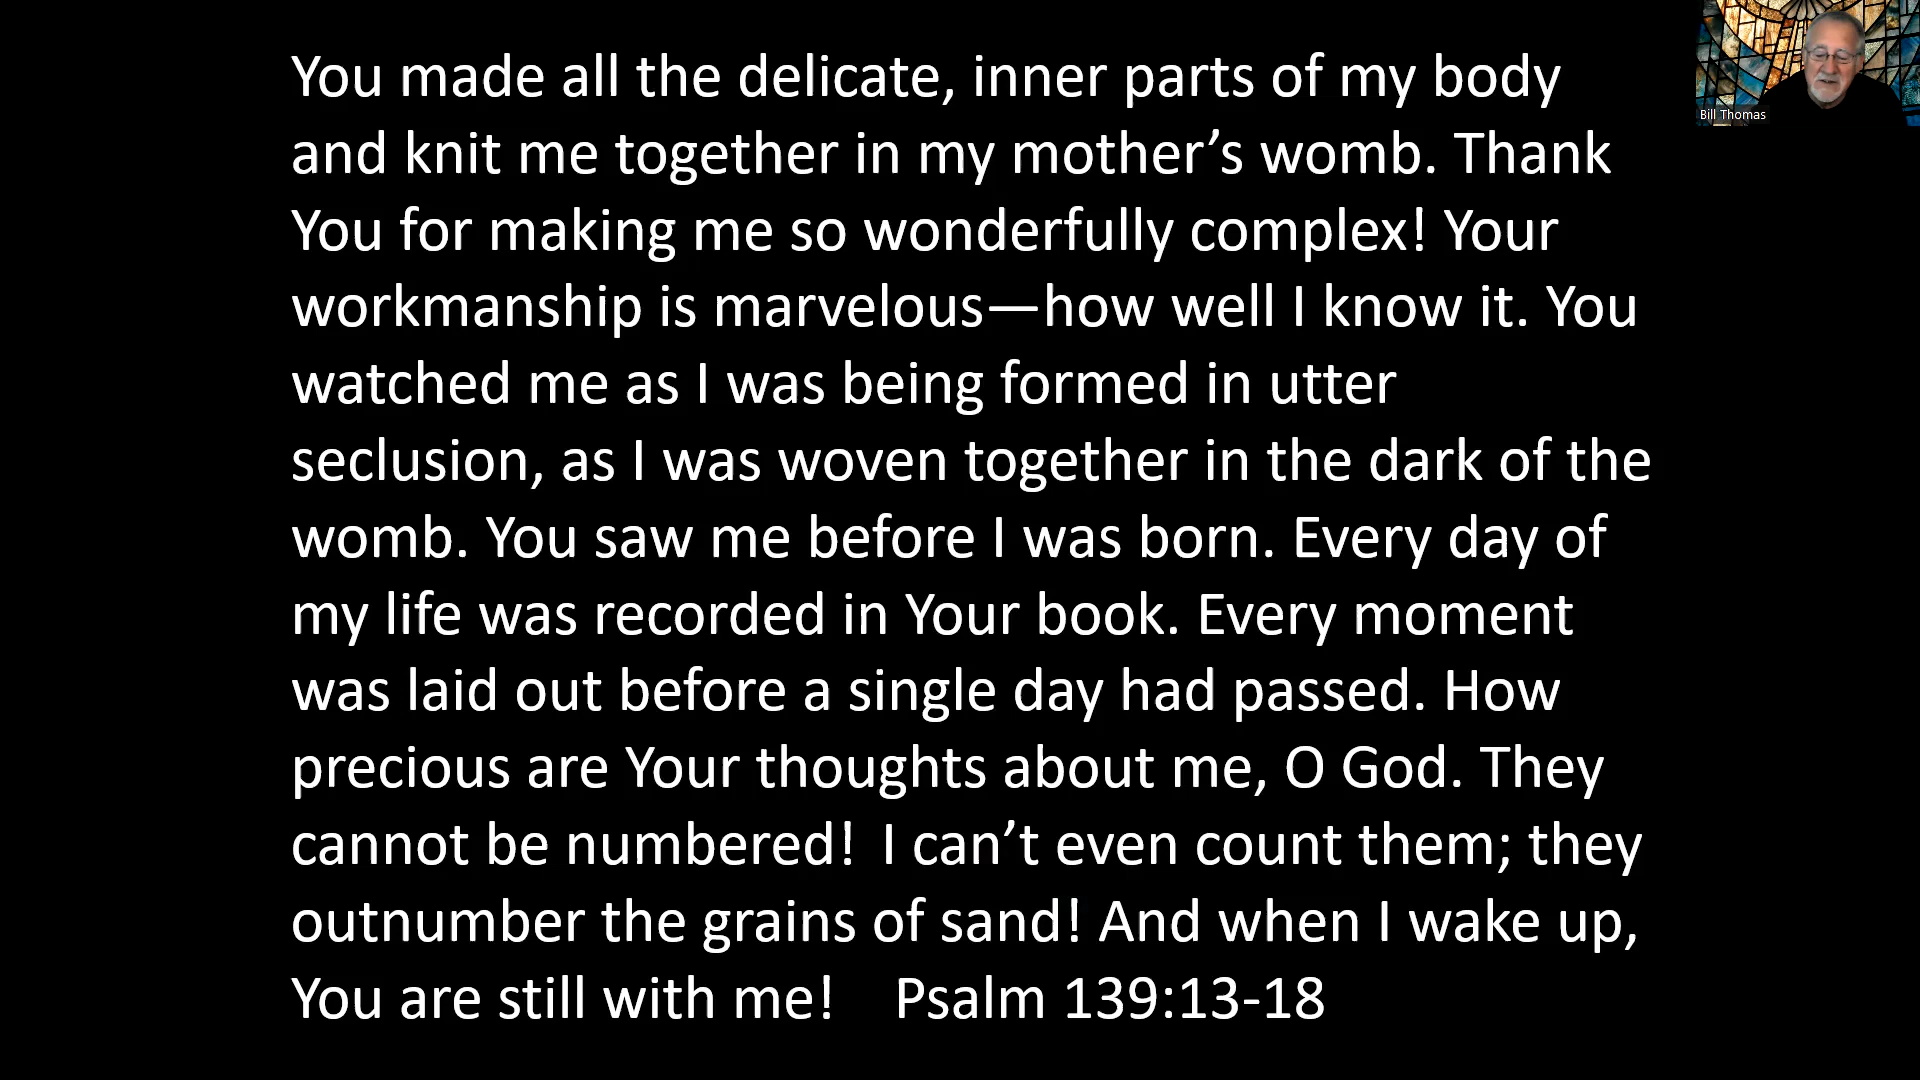 You made all the delicate, inner parts of my body
and knit me together in my mother’s womb. Thank
You for making me so wonderfully complex! Your
workmanship is marvelous—how well I know it. You
watched me as I was being formed in utter
seclusion, as I was woven together in the dark of the
womb. You saw me before I was born. Every day of
my life was recorded in Your book. Every moment
was laid out before a single day had passed. How
precious are Your thoughts about me, O God. They
cannot be numbered!  I can’t even count them; they
outnumber the grains of sand! And when I wake up,
You are still with me!    Psalm 139:13-18
Bill Thomas